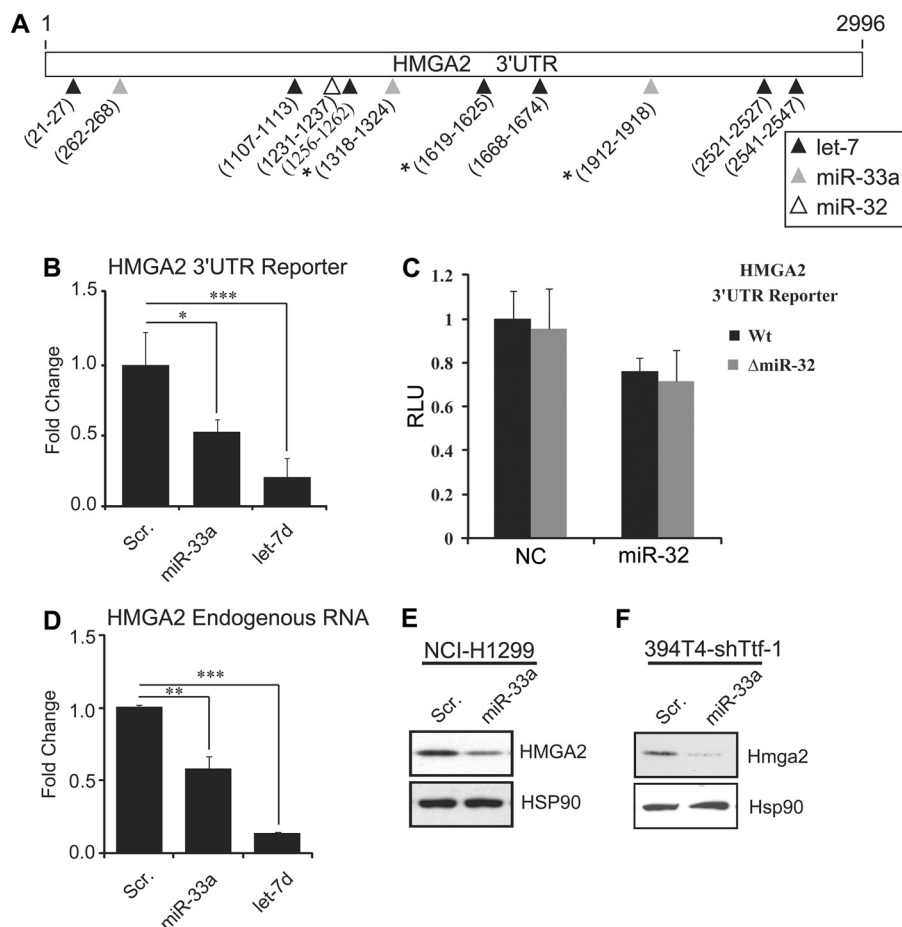 A
1
2996
HMGA2 3'UTR
(21-27)
(262-268)
(1107-1113)
(1231-1237)
(1256-1262)
* (1318-1324)
* (1619-1625)
(1668-1674)
* (1912-1918)
(2521-2527)
(2541-2547)
let-7
miR-33a
miR-32
B
HMGA2 3'UTR Reporter
Fold Change
1.5
1.0
0.5
0.0
***
*
Scr.
miR-33a
let-7d
C
HMGA2
3'UTR Reporter
Wt
ΔmiR-32
RLU
1.2
1
0.8
0.6
0.4
0.2
0
NC
miR-32
D
HMGA2 Endogenous RNA
Fold Change
1.5
1.0
0.5
0.0
***
**
Scr.
miR-33a
let-7d
E
NCI-H1299
Scr.
miR-33a
HMGA2
HSP90
F
394T4-shTtf-1
Scr.
miR-33a
Hmga2
Hsp90